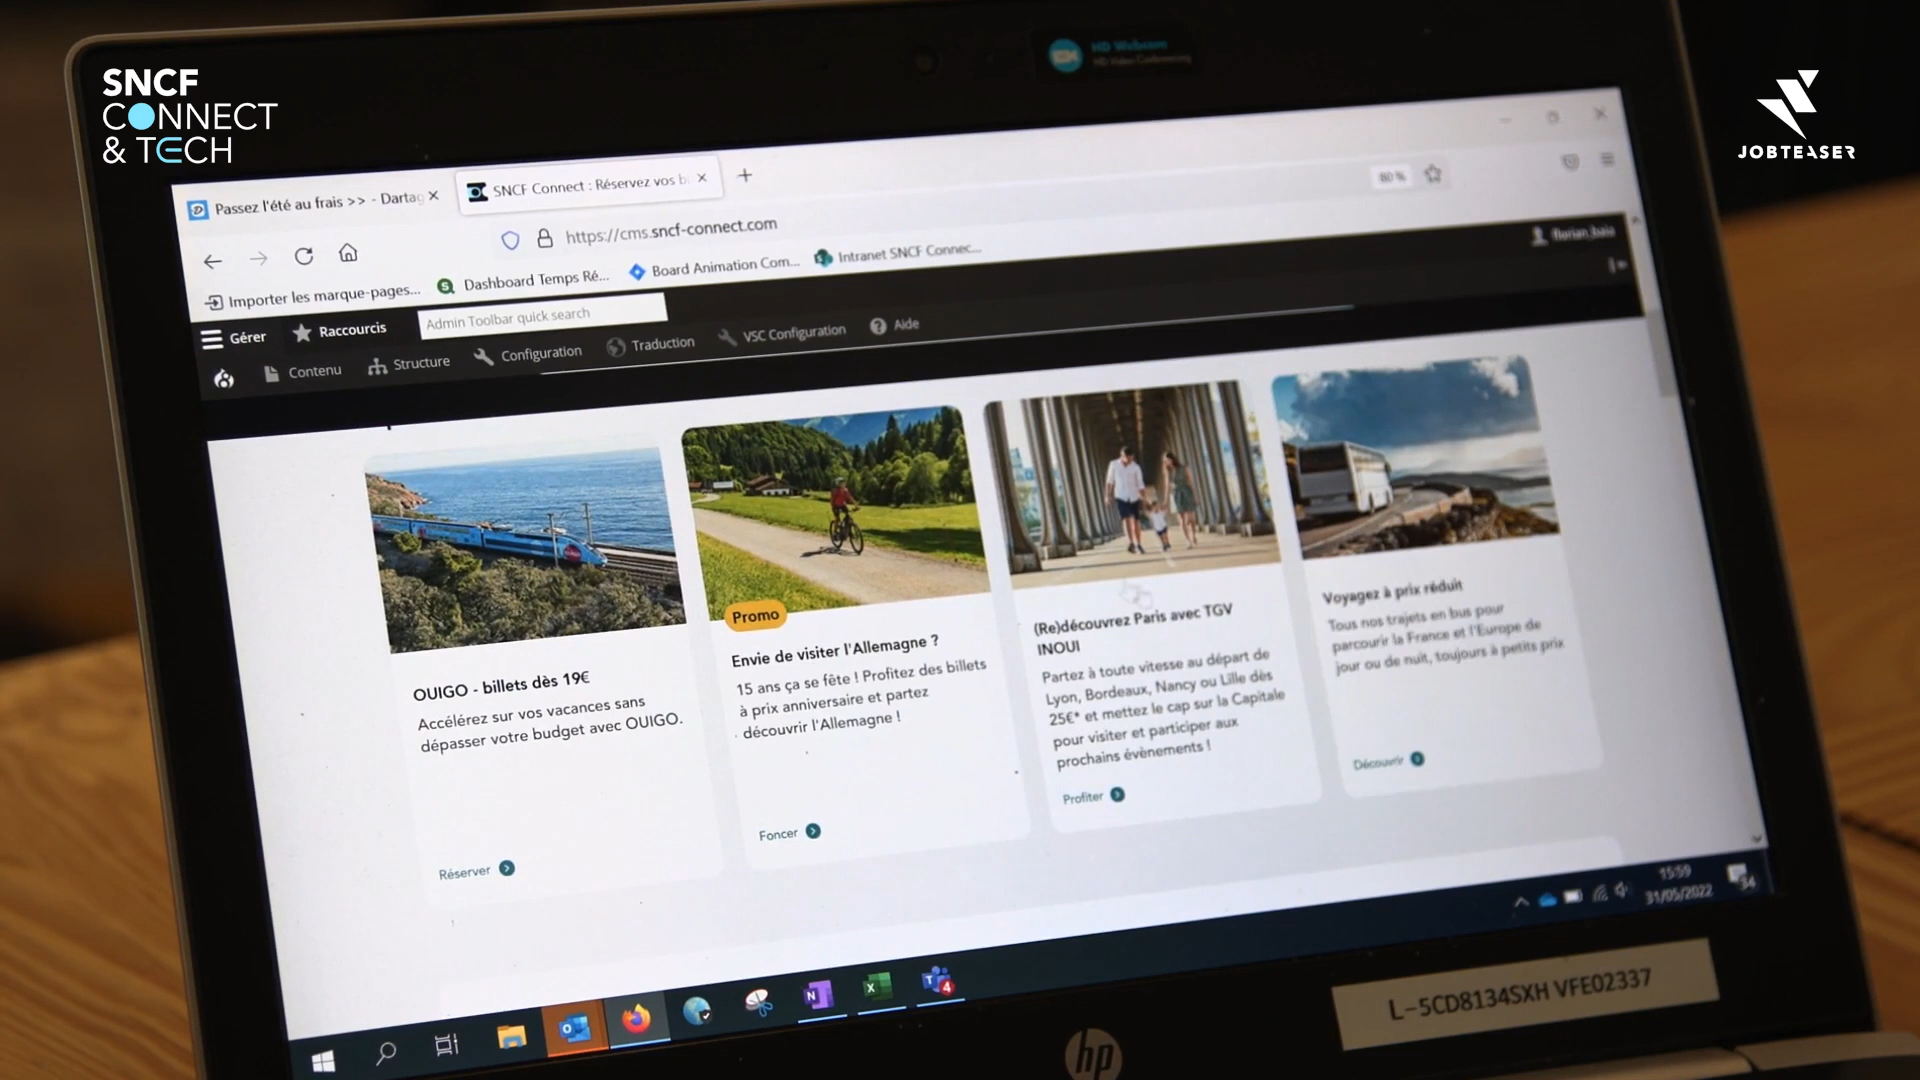 SNCF
CONNECT
& TECH
HD Webcam
HD Video Conferencing
JOBTEASER
Passez l'été au frais >> - Dartag
SNCF Connect : Réservez vos b
80 %
https://cms.sncf-connect.com
Importer les marque-pages...
Dashboard Temps Ré...
Board Animation Com...
Intranet SNCF Connec...
Gérer
Raccourcis
Admin Toolbar quick search
Contenu
Structure
Configuration
Traduction
VSC Configuration
Aide
OUIGO - billets dès 19€
Accélérez sur vos vacances sans
dépasser votre budget avec OUIGO.
Réserver
Promo
Envie de visiter l'Allemagne ?
15 ans ça se fête ! Profitez des billets
à prix anniversaire et partez
découvrir l'Allemagne !
Foncer
(Re)découvrez Paris avec TGV
INOUI
Partez à toute vitesse au départ de
Lyon, Bordeaux, Nancy ou Lille dès
25€* et mettez le cap sur la Capitale
pour visiter et participer aux
prochains évènements !
Profiter
Voyagez à prix réduit
Tous nos trajets en bus pour
parcourir la France et l'Europe de
jour ou de nuit, toujours à petits prix
Découvrir
15:59
31/05/2022
34
4
L-5CD8134SXH VFE02337
hp